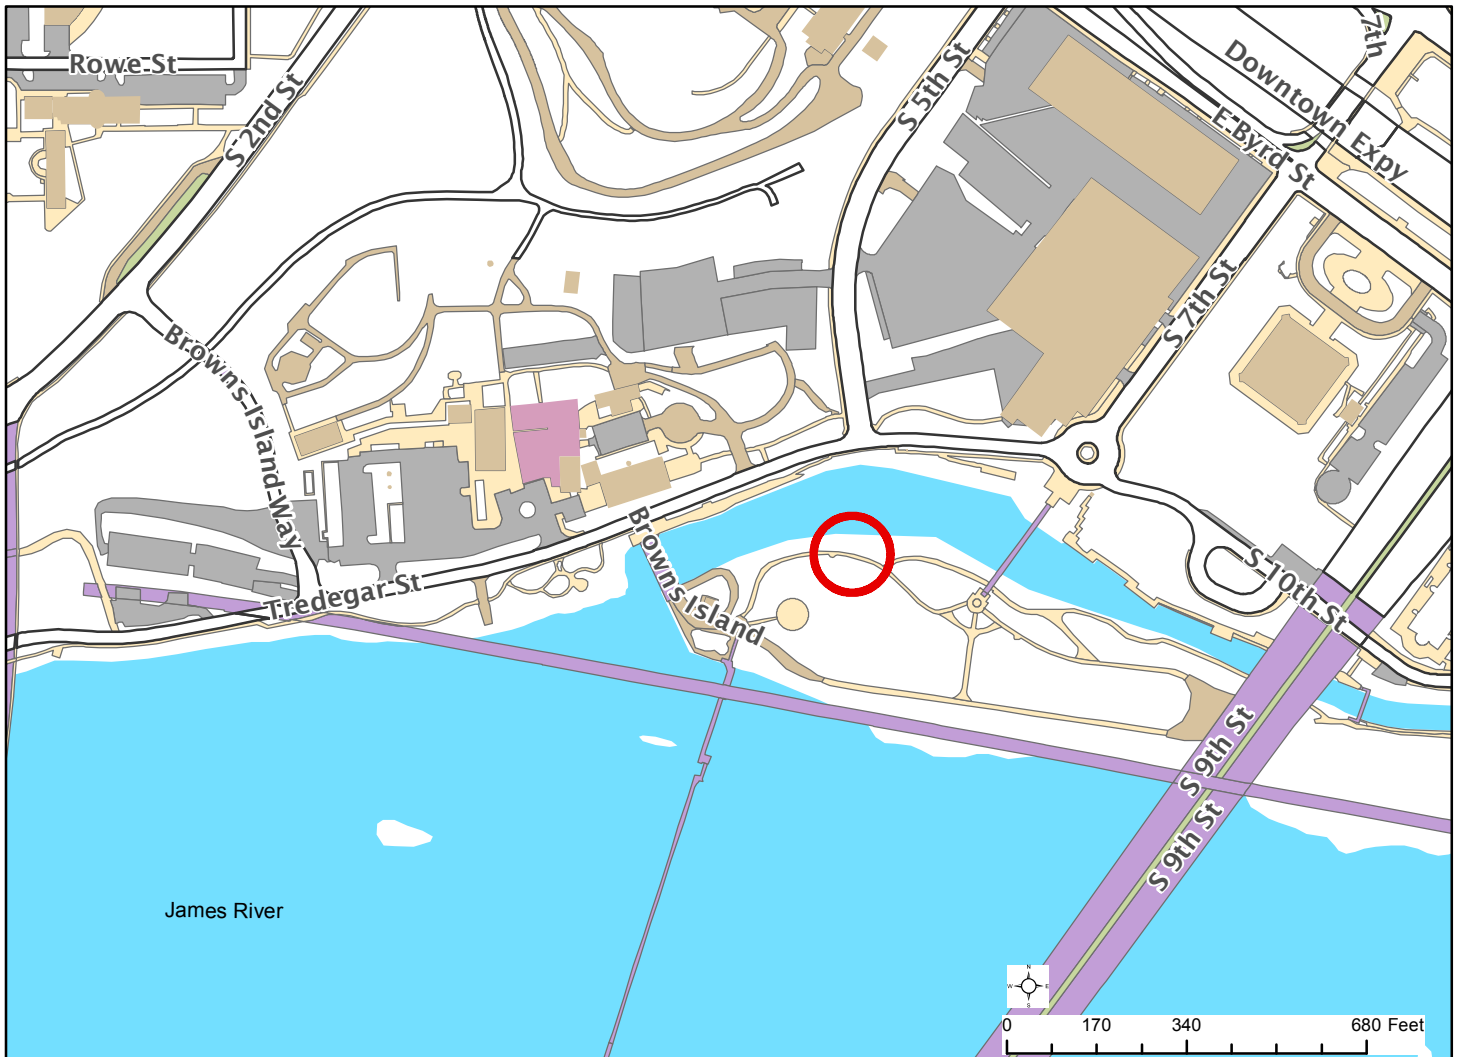 Rowe St
S 2nd St
S 5th St
7th
Downtown Expy
E Byrd St
S 7th St
Browns Island Way
Tredegar St
Browns Island
S 10th St
S 9th St
S 9th St
James River
N
W E
S
0 170 340 680 Feet